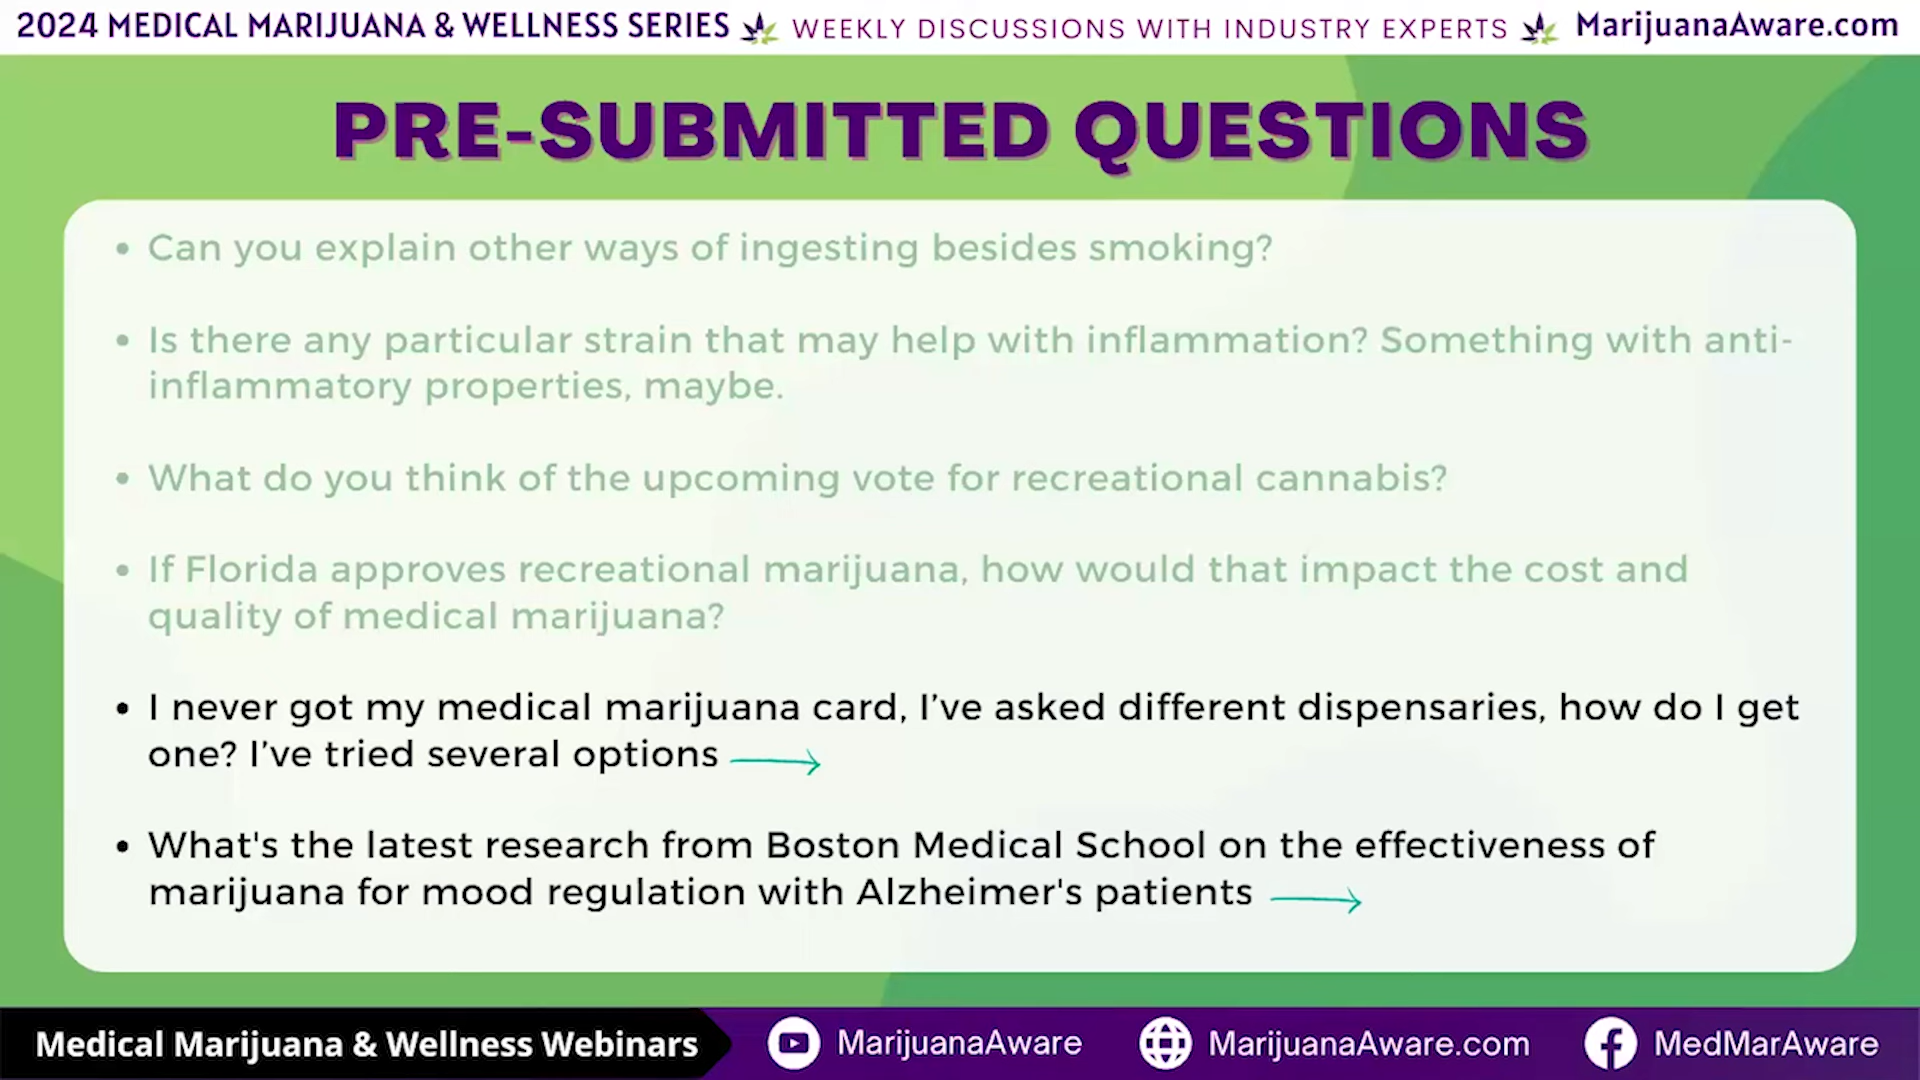 2024 MEDICAL MARIJUANA & WELLNESS SERIES WEEKLY DISCUSSIONS WITH INDUSTRY EXPERTS MarijuanaAware.com
PRE-SUBMITTED QUESTIONS
• Can you explain other ways of ingesting besides smoking?
• Is there any particular strain that may help with inflammation? Something with anti-
inflammatory properties, maybe.
• What do you think of the upcoming vote for recreational cannabis?
• If Florida approves recreational marijuana, how would that impact the cost and
quality of medical marijuana?
• I never got my medical marijuana card, I’ve asked different dispensaries, how do I get
one? I’ve tried several options
• What's the latest research from Boston Medical School on the effectiveness of
marijuana for mood regulation with Alzheimer's patients
Medical Marijuana & Wellness Webinars MarijuanaAware MarijuanaAware.com MedMarAware